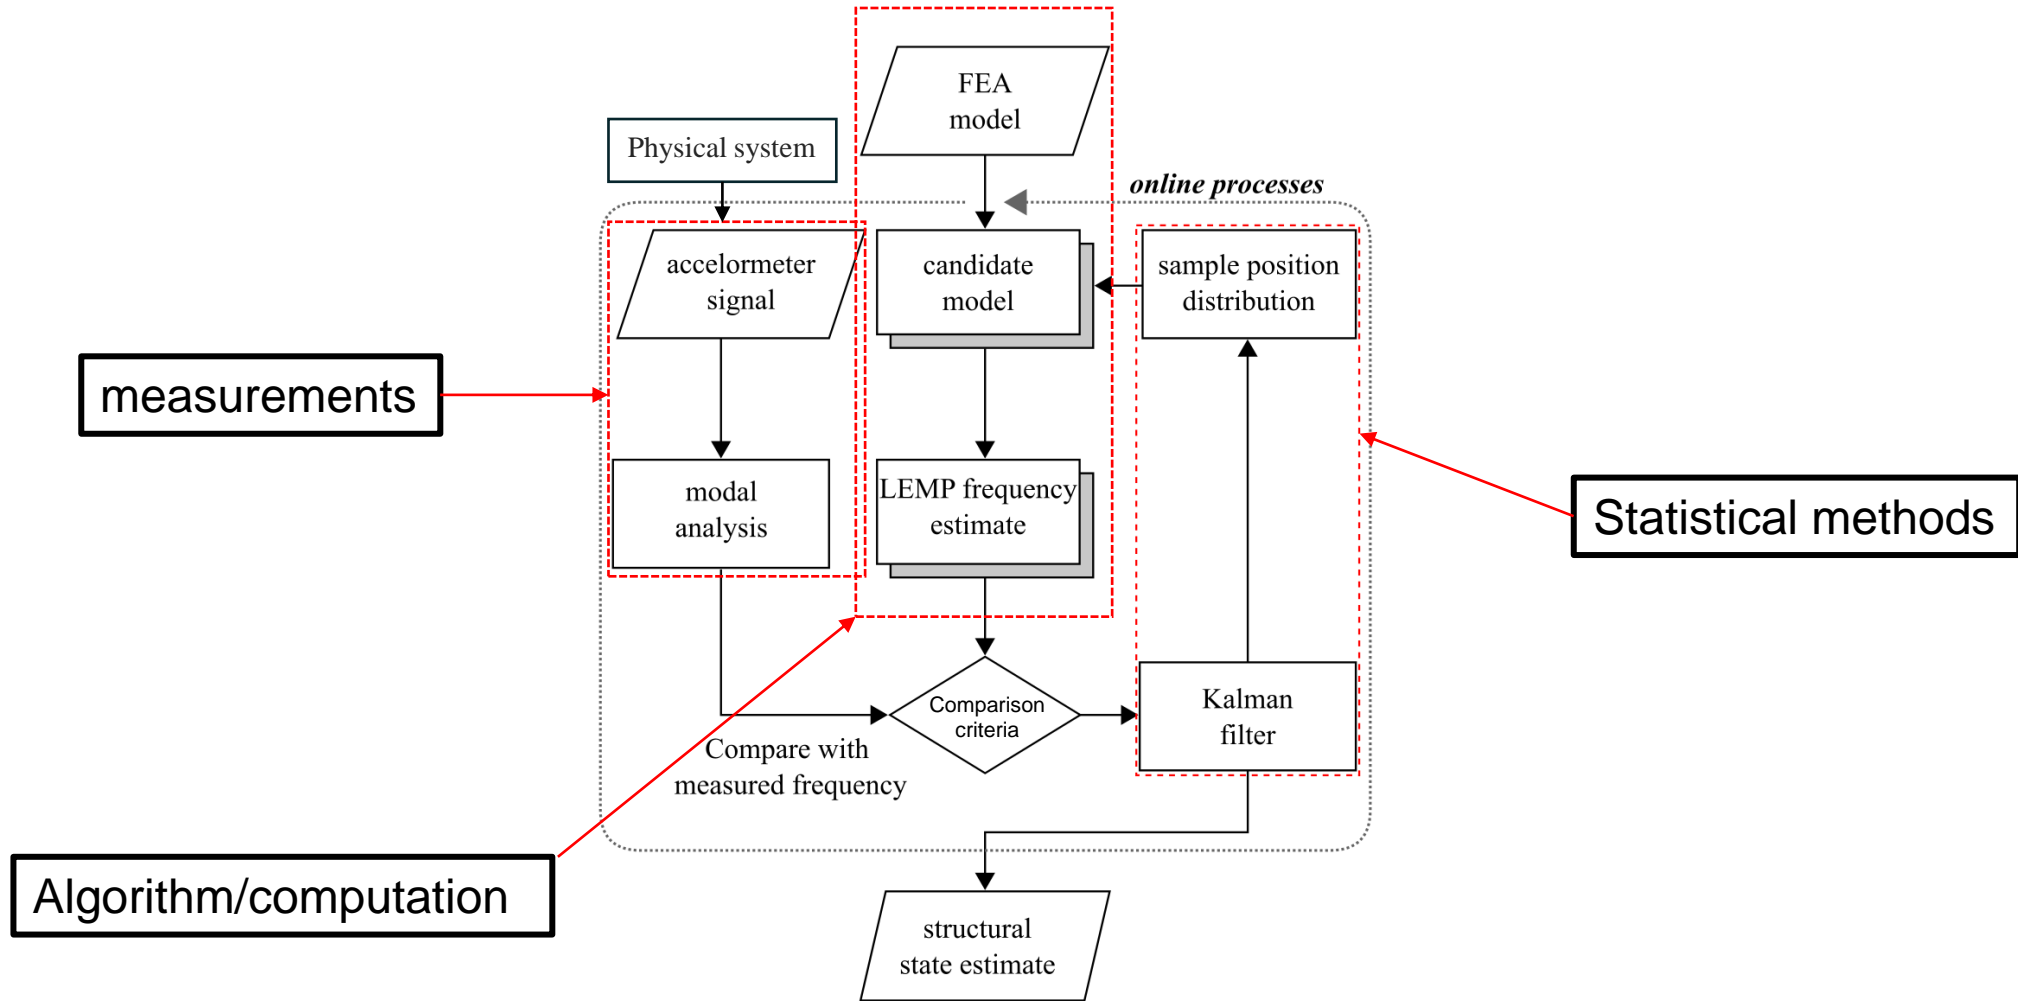 FEA
model
Physical system
online processes
accelormeter
signal
candidate
model
sample position
distribution
measurements
modal
analysis
LEMP frequency
estimate
Statistical methods
Comparison
criteria
Kalman
filter
Compare with
measured frequency
Algorithm/computation
structural
state estimate